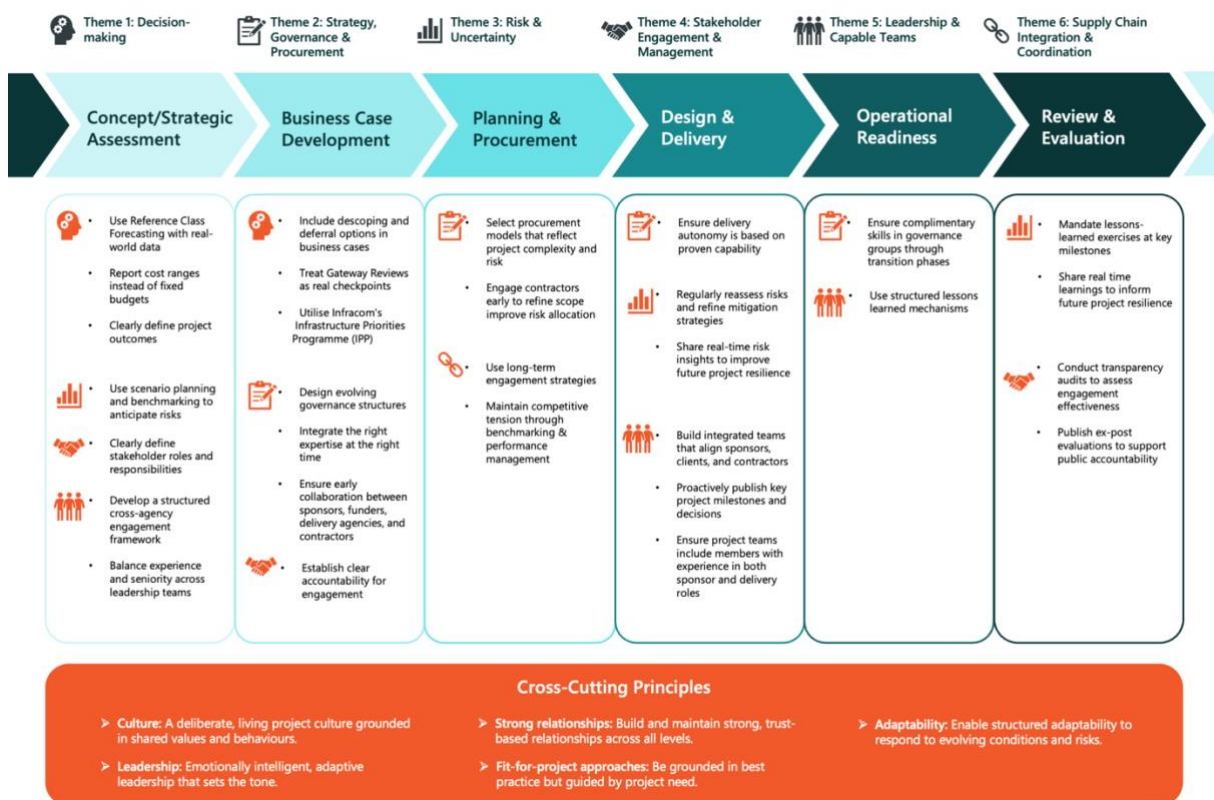 Theme 1: Decision-
making
Theme 2: Strategy,
Governance &
Procurement
Theme 3: Risk &
Uncertainty
Theme 4: Stakeholder
Engagement &
Management
Theme 5: Leadership &
Capable Teams
Theme 6: Supply Chain
Integration &
Coordination
Concept/Strategic
Assessment
Business Case
Development
Planning &
Procurement
Design &
Delivery
Operational
Readiness
Review &
Evaluation
• Use Reference Class
Forecasting with real-
world data
• Report cost ranges
instead of fixed
budgets
• Clearly define project
outcomes
• Use scenario planning
and benchmarking to
anticipate risks
• Clearly define
stakeholder roles and
responsibilities
• Develop a structured
cross-agency
engagement
framework
• Balance experience
and seniority across
leadership teams
• Include descoping and
deferral options in
business cases
• Treat Gateway Reviews
as real checkpoints
• Utilise Infracom's
Infrastructure Priorities
Programme (IPP)
• Design evolving
governance structures
• Integrate the right
expertise at the right
time
• Ensure early
collaboration between
sponsors, funders,
delivery agencies, and
contractors
• Establish clear
accountability for
engagement
• Select procurement
models that reflect
project complexity and
risk
• Engage contractors
early to refine scope
improve risk allocation
• Use long-term
engagement strategies
• Maintain competitive
tension through
benchmarking &
performance
management
• Ensure delivery
autonomy is based on
proven capability
• Regularly reassess risks
and refine mitigation
strategies
• Share real-time risk
insights to improve
future project resilience
• Build integrated teams
that align sponsors,
clients, and contractors
• Proactively publish key
project milestones and
decisions
• Ensure project teams
include members with
experience in both
sponsor and delivery
roles
• Ensure complimentary
skills in governance
groups through
transition phases
• Use structured lessons
learned mechanisms
• Mandate lessons-
learned exercises at key
milestones
• Share real time
learnings to inform
future project resilience
• Conduct transparency
audits to assess
engagement
effectiveness
• Publish ex-post
evaluations to support
public accountability
Cross-Cutting Principles
➢ Culture: A deliberate, living project culture grounded
in shared values and behaviours.
➢ Leadership: Emotionally intelligent, adaptive
leadership that sets the tone.
➢ Strong relationships: Build and maintain strong, trust-
based relationships across all levels.
➢ Fit-for-project approaches: Be grounded in best
practice but guided by project need.
➢ Adaptability: Enable structured adaptability to
respond to evolving conditions and risks.